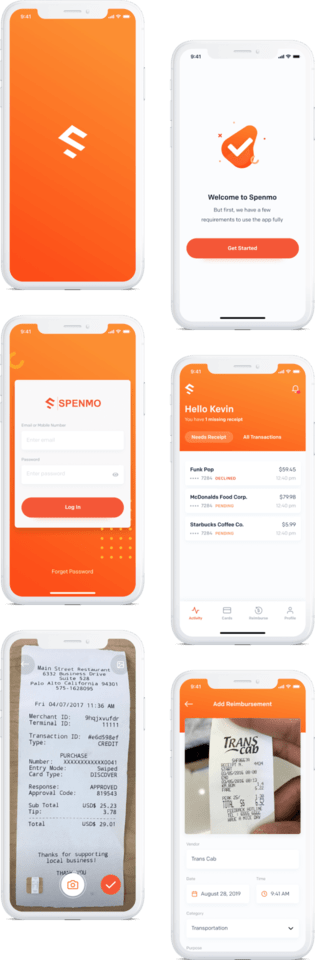 9:41
9:41
Welcome to Spenmo
But first, we have a few
requirements to use the app fully
Get Started
9:41
SPENMO
Email or Mobile Number
Enter email
Password
Enter password
Log In
Forget Password
9:41
Hello Kevin
You have 1 missing receipt
Needs Receipt
All Transactions
Funk Pop
$59.45
7284 DECLINED
12:40 pm
McDonalds Food Corp.
$79.98
7284 PENDING
12:40 pm
Starbucks Coffee Co.
$5.99
7284 PENDING
12:40 pm
Activity
Cards
Remittance
Profile
Main Street Restaurant
6332 Business Drive
Suite 528
Palo Alto California 94301
575-1628095
Fri 04/07/2017 11:36 AM
Merchant ID: 9hqjxvufdr
Terminal ID: 11111
Transaction ID: #e6d598ef
Type: CREDIT
PURCHASE
Number: XXXXXXXXXXXX0041
Entry Mode: Swiped
Card Type: DISCOVER
Response: APPROVED
Approval Code: 819543
Sub Total USD$ 25.23
Tip: 3.78
Total USD$ 29.01
Thanks for supporting
local business!
THANK YOU
9:41
Add Reimbursement
TRANS
cab
Trans Cab
Date
Time
August 28, 2019
9:41 AM
Category
Transportation